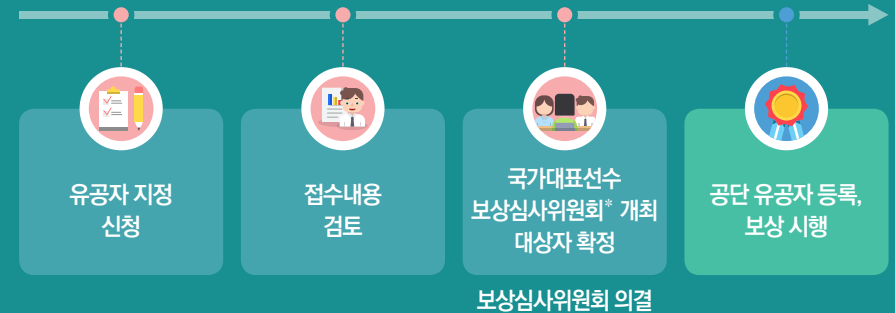 유공자 지정
신청
접수내용
검토
국가대표선수
보상심사위원회* 개최
대상자 확정
공단 유공자 등록,
보상 시행
보상심사위원회 의결